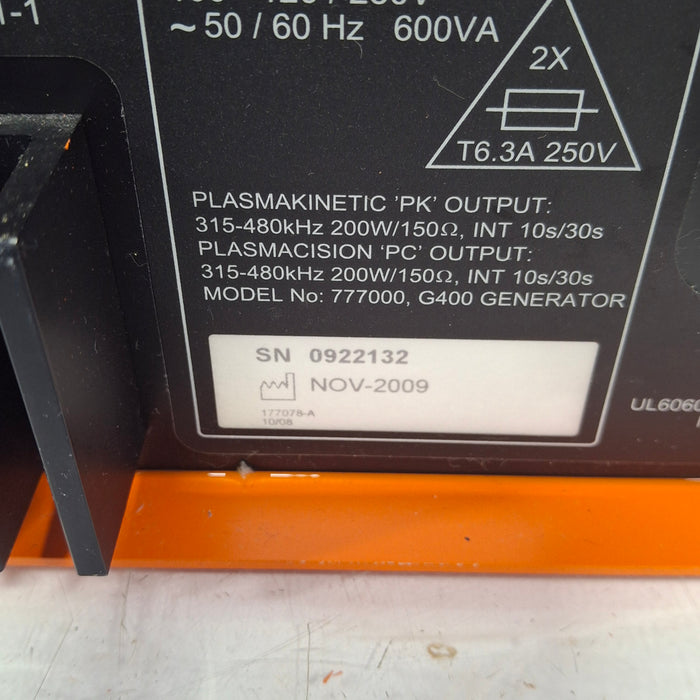 1-1
~ 50 / 60 Hz 600VA
2X
T6.3A 250V
PLASMAKINETIC 'PK' OUTPUT:
315-480kHz 200W/150Ω, INT 10s/30s
PLASMACISION 'PC' OUTPUT:
315-480kHz 200W/150Ω, INT 10s/30s
MODEL No: 777000, G400 GENERATOR
SN 0922132
NOV-2009
177078-A
10/08